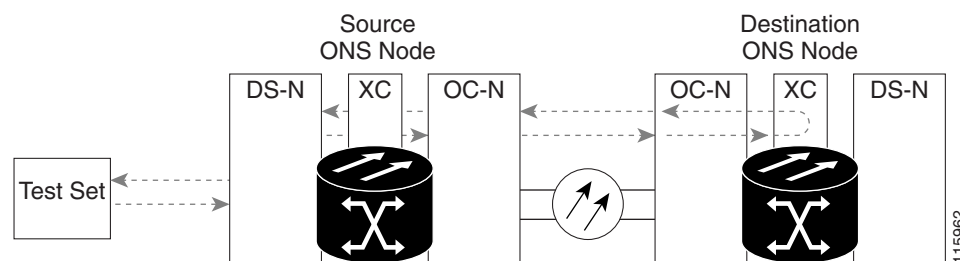 Source
ONS Node
Destination
ONS Node
DS-N XC OC-N
OC-N XC DS-N
Test Set
115962